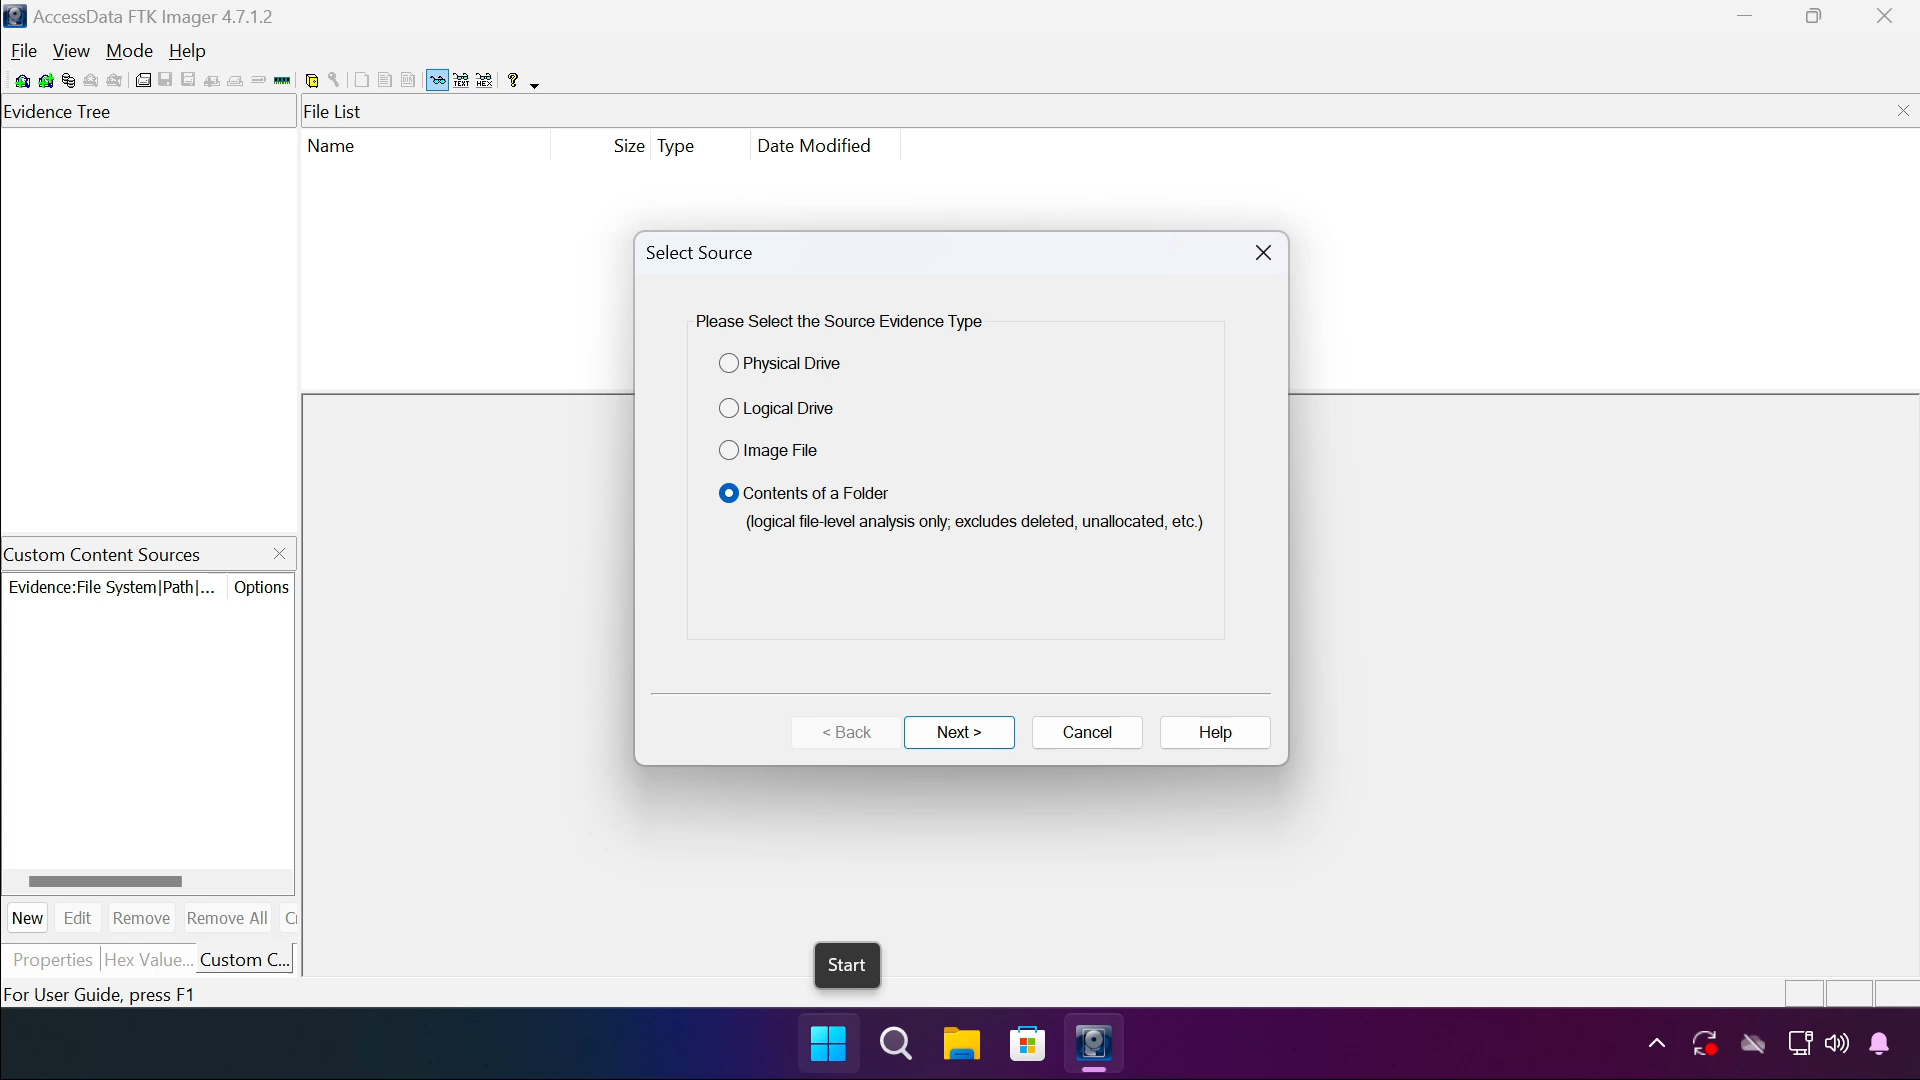 AccessData FTK Imager 4.7.1.2
File View Mode Help
TEXT HEX ?
Evidence Tree
File List
Name Size Type Date Modified
Select Source
Please Select the Source Evidence Type
Physical Drive
Logical Drive
Image File
Contents of a Folder
(logical file-level analysis only; excludes deleted, unallocated, etc.)
< Back Next > Cancel Help
Custom Content Sources
Evidence:File System|Path|... Options
New Edit Remove Remove All
Properties Hex Value... Custom C...
Start
For User Guide, press F1